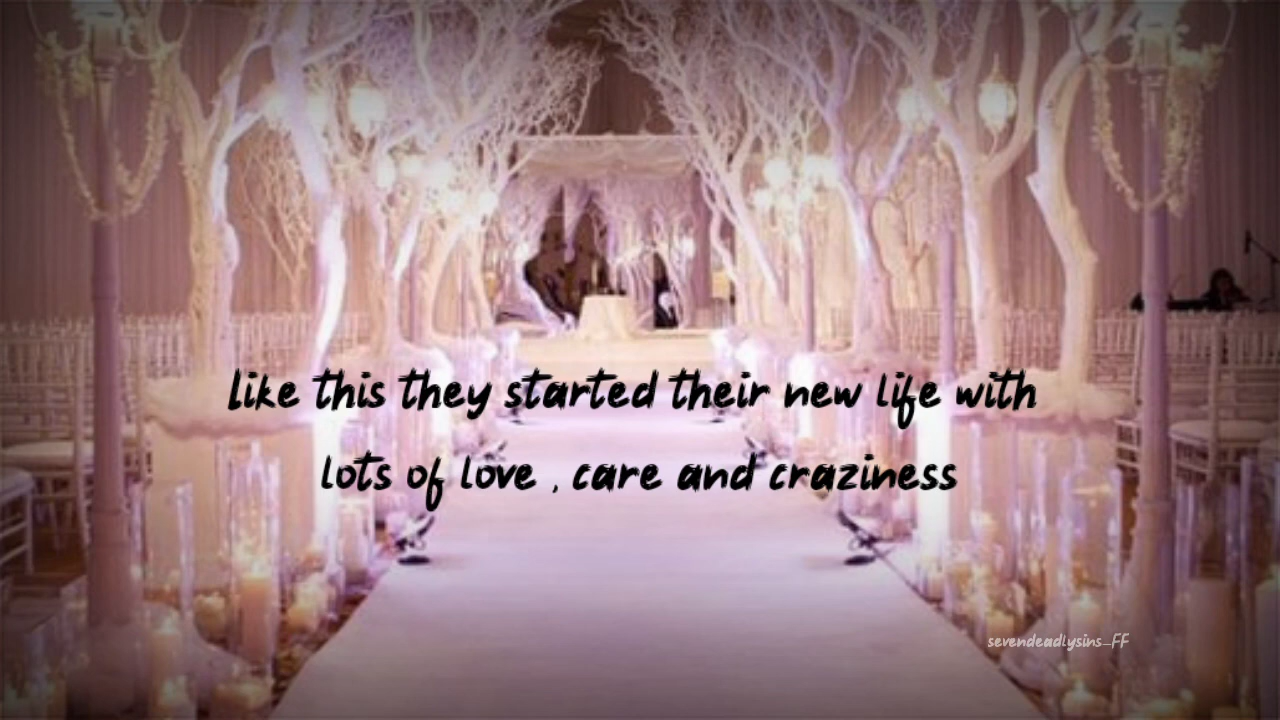 like this they started their new life with
lots of love , care and craziness
sevendeadlysins_FF